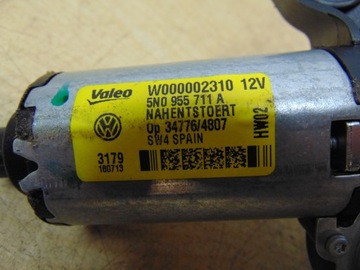 Valeo W000002310 12V
5N0 955 711 A
NAHENTSTOERT
Op 34776/4807
SW4 SPAIN
HW02
3179
180713